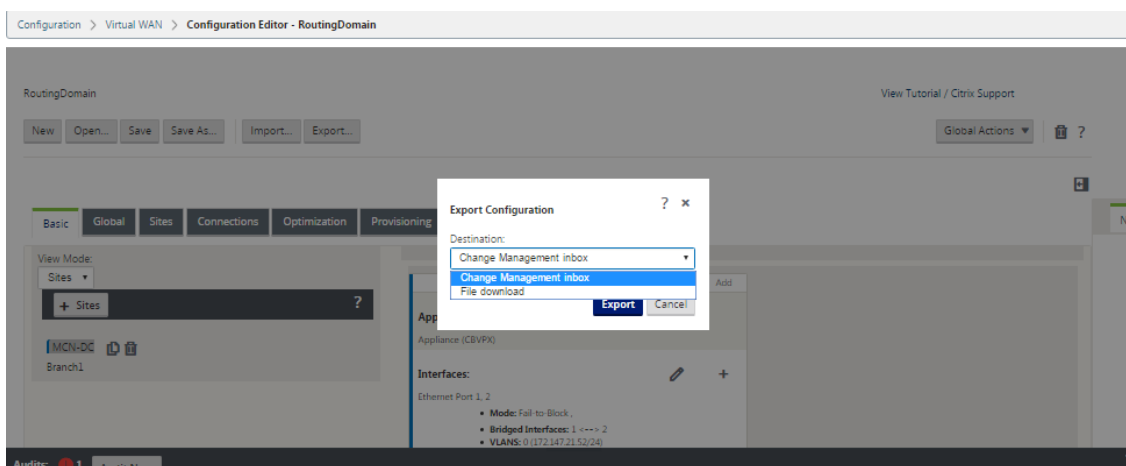 Configuration > Virtual WAN > Configuration Editor - RoutingDomain
RoutingDomain
View Tutorial / Citrix Support
New Open... Save Save As... Import... Export...
Global Actions ?
Export Configuration ? ×
Destination:
Change Management inbox
Change Management inbox
File download
Export Cancel
Basic Global Sites Connections Optimization Provisioning
N
View Mode:
Sites
+ Sites ?
MCN-DC
Branch1
Add
App
Appliance (CBVPX)
Interfaces: +
Ethernet Port 1, 2
• Mode: Fail-to-Block ,
• Bridged Interfaces: 1 <--> 2
• VLANS: 0 (172.147.21.52/24)
Audits: 1